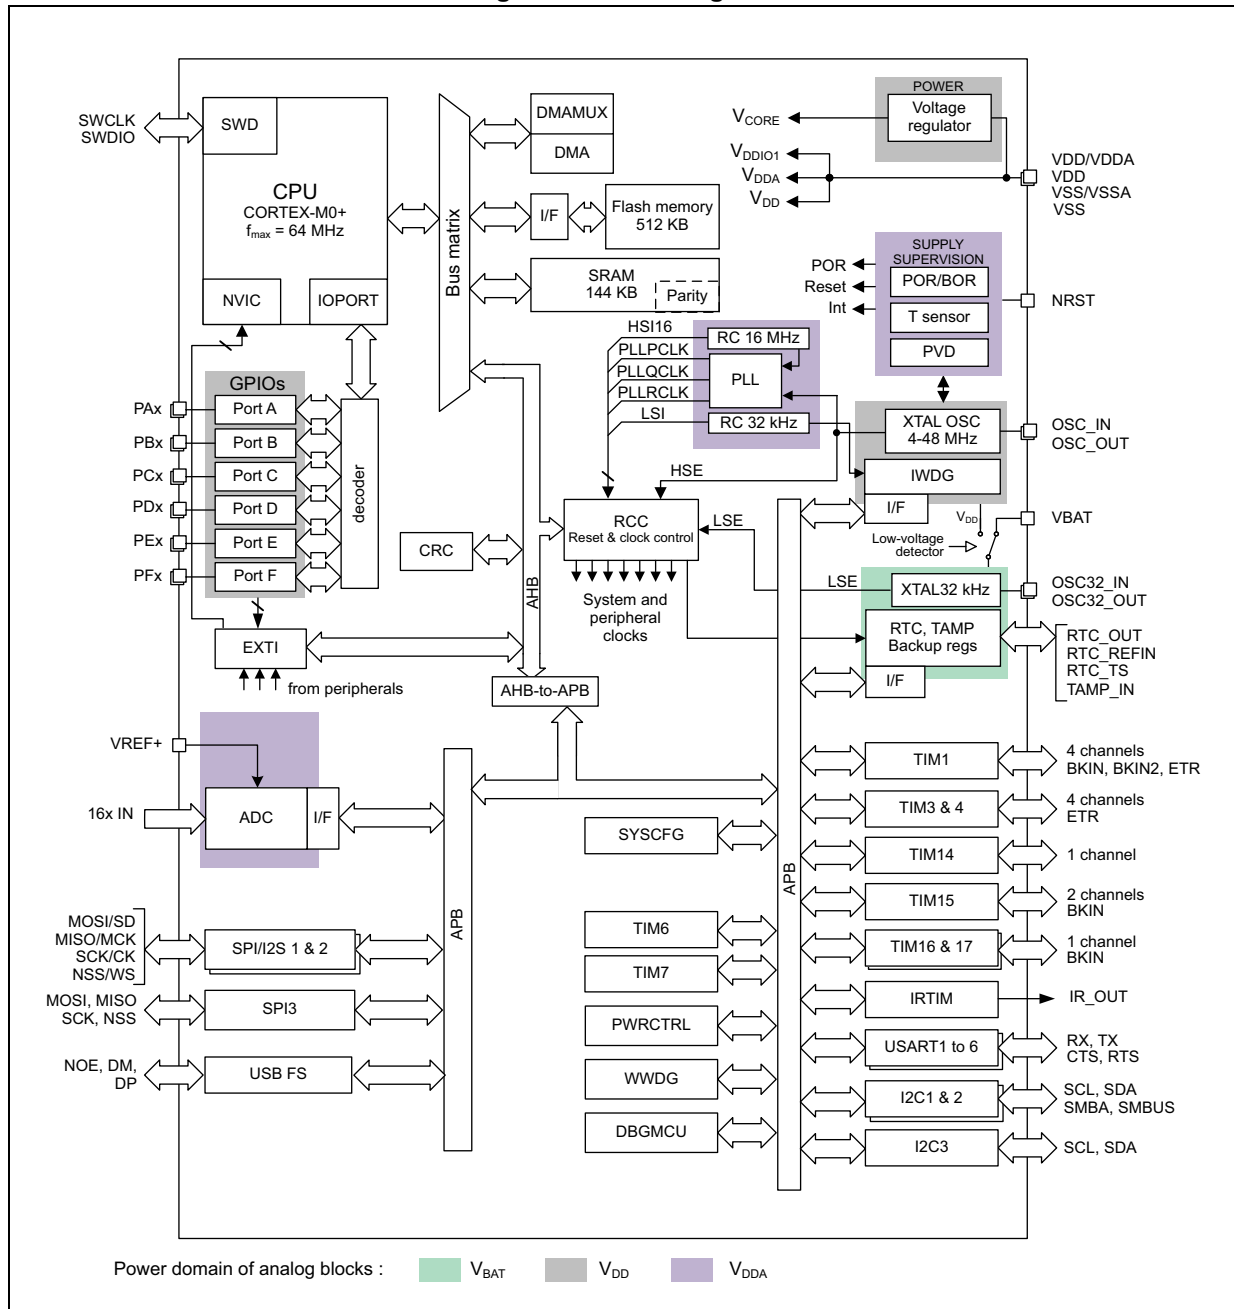 SWCLK
SWDIO
SWD
CPU
CORTEX-M0+
fmax = 64 MHz
NVIC
IOPORT
Bus matrix
DMAMUX
DMA
I/F
Flash memory
512 KB
SRAM
144 KB
Parity
POWER
Voltage
regulator
VCORE
VDDIO1
VDDA
VDD
VDD/VDDA
VDD
VSS/VSSA
VSS
SUPPLY
SUPERVISION
POR/BOR
T sensor
PVD
POR
Reset
Int
NRST
HSI16
PLLPCLK
PLLQCLK
PLLRCLK
LSI
RC 16 MHz
PLL
RC 32 kHz
XTAL OSC
4-48 MHz
IWDG
I/F
OSC_IN
OSC_OUT
GPIOs
PAx
Port A
PBx
Port B
PCx
Port C
PDx
Port D
PEx
Port E
PFx
Port F
decoder
HSE
RCC
Reset & clock control
LSE
VDD
VBAT
Low-voltage
detector
CRC
AHB
System and
peripheral
clocks
LSE
XTAL32 kHz
OSC32_IN
OSC32_OUT
RTC, TAMP
Backup regs
I/F
RTC_OUT
RTC_REFIN
RTC_TS
TAMP_IN
EXTI
from peripherals
AHB-to-APB
VREF+
16x IN
ADC
I/F
APB
APB
SYSCFG
TIM6
TIM7
PWRCTRL
WWDG
DBGMCU
TIM1
4 channels
BKIN, BKIN2, ETR
TIM3 & 4
4 channels
ETR
TIM14
1 channel
TIM15
2 channels
BKIN
TIM16 & 17
1 channel
BKIN
IRTIM
IR_OUT
USART1 to 6
RX, TX
CTS, RTS
I2C1 & 2
SCL, SDA
SMBA, SMBUS
I2C3
SCL, SDA
MOSI/SD
MISO/MCK
SCK/CK
NSS/WS
SPI/I2S 1 & 2
MOSI, MISO
SCK, NSS
SPI3
NOE, DM,
DP
USB FS
Power domain of analog blocks :
VBAT
VDD
VDDA